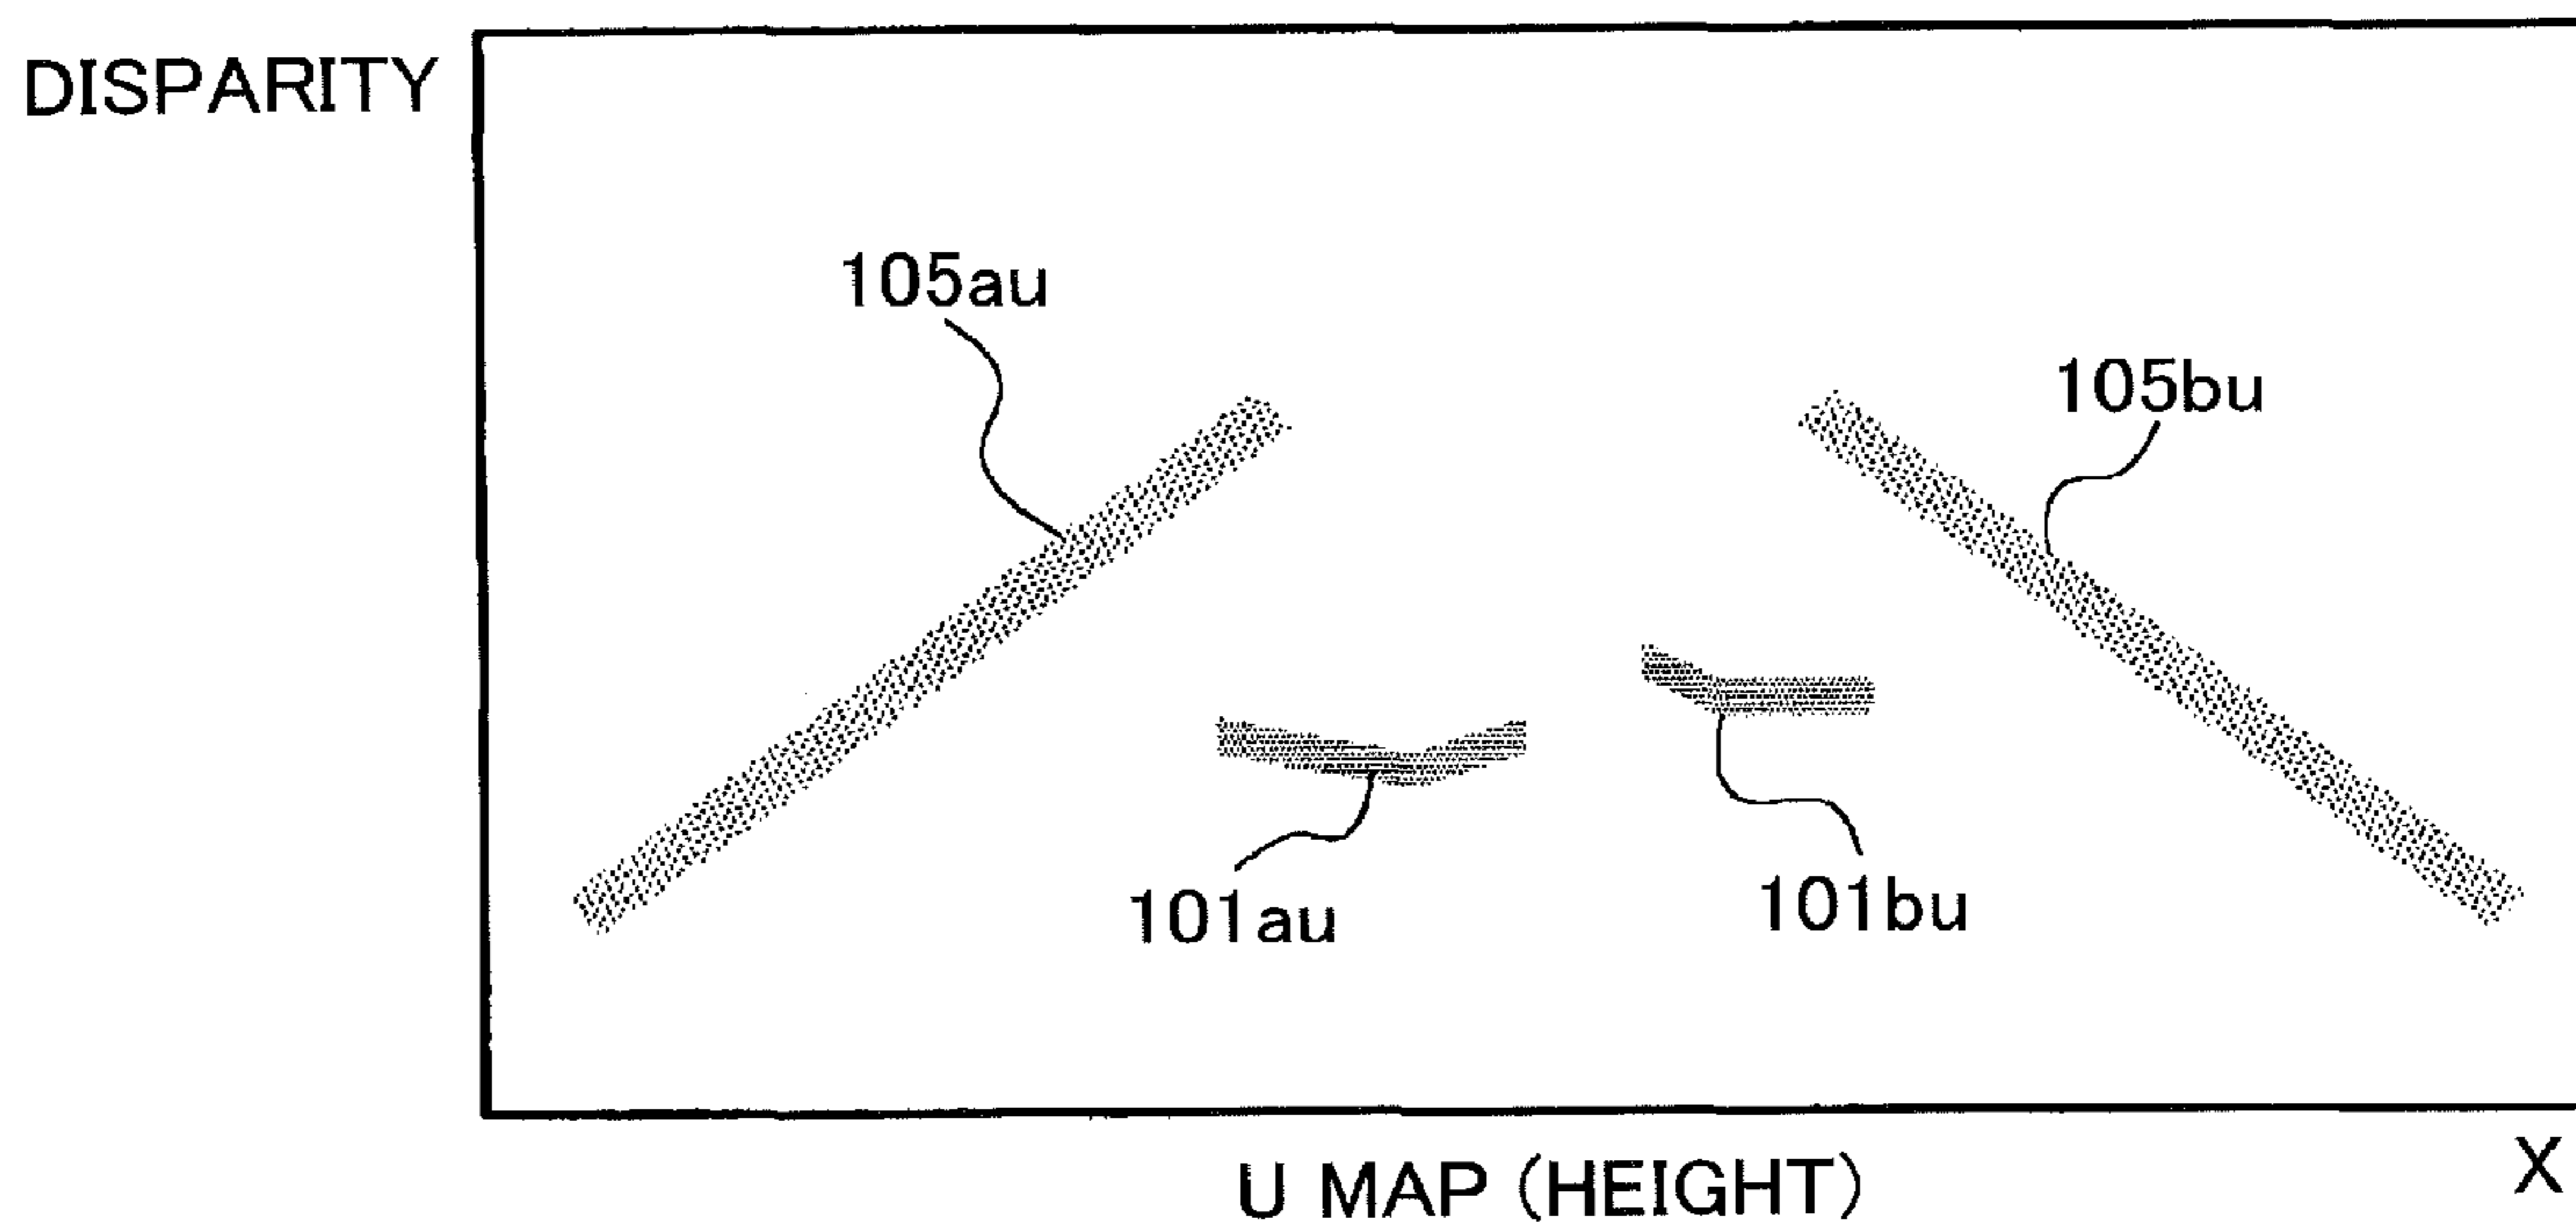 DISPARITY
105au
105bu
101au
101bu
X
U MAP (HEIGHT)